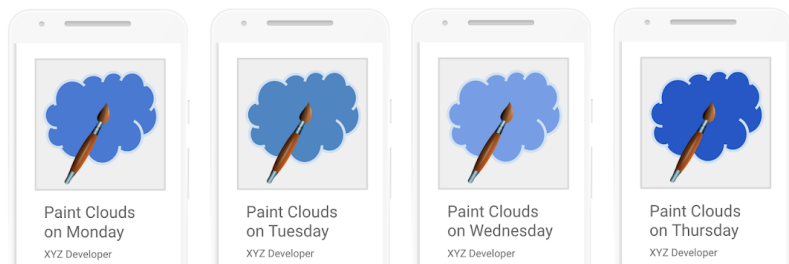 Paint Clouds
on Monday
XYZ Developer
Paint Clouds
on Tuesday
XYZ Developer
Paint Clouds
on Wednesday
XYZ Developer
Paint Clouds
on Thursday
XYZ Developer